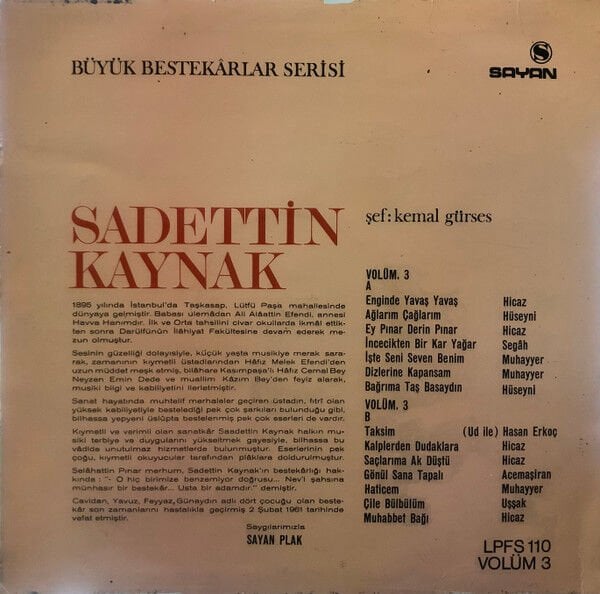 BÜYÜK BESTEKÂRLAR SERİSİ
S
SAYAN
SADETTİN
KAYNAK
şef: kemal gürses
1895 yılında İstanbul'da Taşkasap, Lütfü Paşa mahallesinde
dünyaya gelmiştir. Babası ulemâdan Ali Alâattin Efendi, annesi
Havva Hanımdır. İlk ve Orta tahsilini civar okullarda ikmâl ettik-
ten sonra Darülfünun İlâhiyat Fakültesine devam ederek me-
zun olmuştur.
Sesinin güzelliği dolayısiyle, küçük yaşta musikiye merak sara-
rak, zamanının kıymetli üstadlarından Hâfız Melek Efendi'den
uzun müddet meşk etmiş, bilâhare Kasımpaşa'lı Hâfız Cemal Bey
Neyzen Emin Dede ve muallim Kâzım Bey'den feyiz alarak,
musiki bilgi ve kabiliyetini ilerletmiştir.
Sanat hayatında muhtelif merhaleler geçiren üstadın, fıtrî olan
yüksek kabiliyetiyle bestelediği pek çok şarkıları bulunduğu gibi,
bilhassa yepyeni üslûpta bestelenmiş pek çok eserleri de vardır.
Kıymetli ve verimli olan sanatkâr Saadettin Kaynak halkın mu-
siki terbiye ve duygularını yükseltmek gayesiyle, bilhassa bu
vâdide unutulmaz hizmetlerde bulunmuştur. Eserlerinin pek
çoğu, kıymetli okuyucular tarafından plâklara doldurulmuştur.
Selâhattin Pınar merhum, Sadettin Kaynak'ın bestekârlığı hak-
kında : "- O hiç birimize benzemiyor doğrusu... Nev'i şahsına
münhasır bir bestekâr... Usta bir adamdır." demiştir.
Cavidan, Yavuz, Feyyaz, Günaydın adlı dört çocuğu olan beste-
kâr son zamanlarını hastalıkla geçirmiş 2 Şubat 1961 tarihinde
vefat etmiştir.
Saygılarımızla
SAYAN PLAK
VOLÜM. 3
A
Enginde Yavaş Yavaş Hicaz
Ağlarım Çağlarım Hüseyni
Ey Pınar Derin Pınar Hicaz
İncecikten Bir Kar Yağar Segâh
İşte Seni Seven Benim Muhayyer
Dizlerine Kapansam Muhayyer
Bağrıma Taş Basaydın Hüseyni
VOLÜM. 3
B
Taksim (Ud ile) Hasan Erkoç
Kalplerden Dudaklara Hicaz
Saçlarıma Ak Düştü Hicaz
Gönül Sana Tapalı Acemaşiran
Haticem Muhayyer
Çile Bülbülüm Uşşak
Muhabbet Bağı Hicaz
LPFS 110
VOLÜM 3